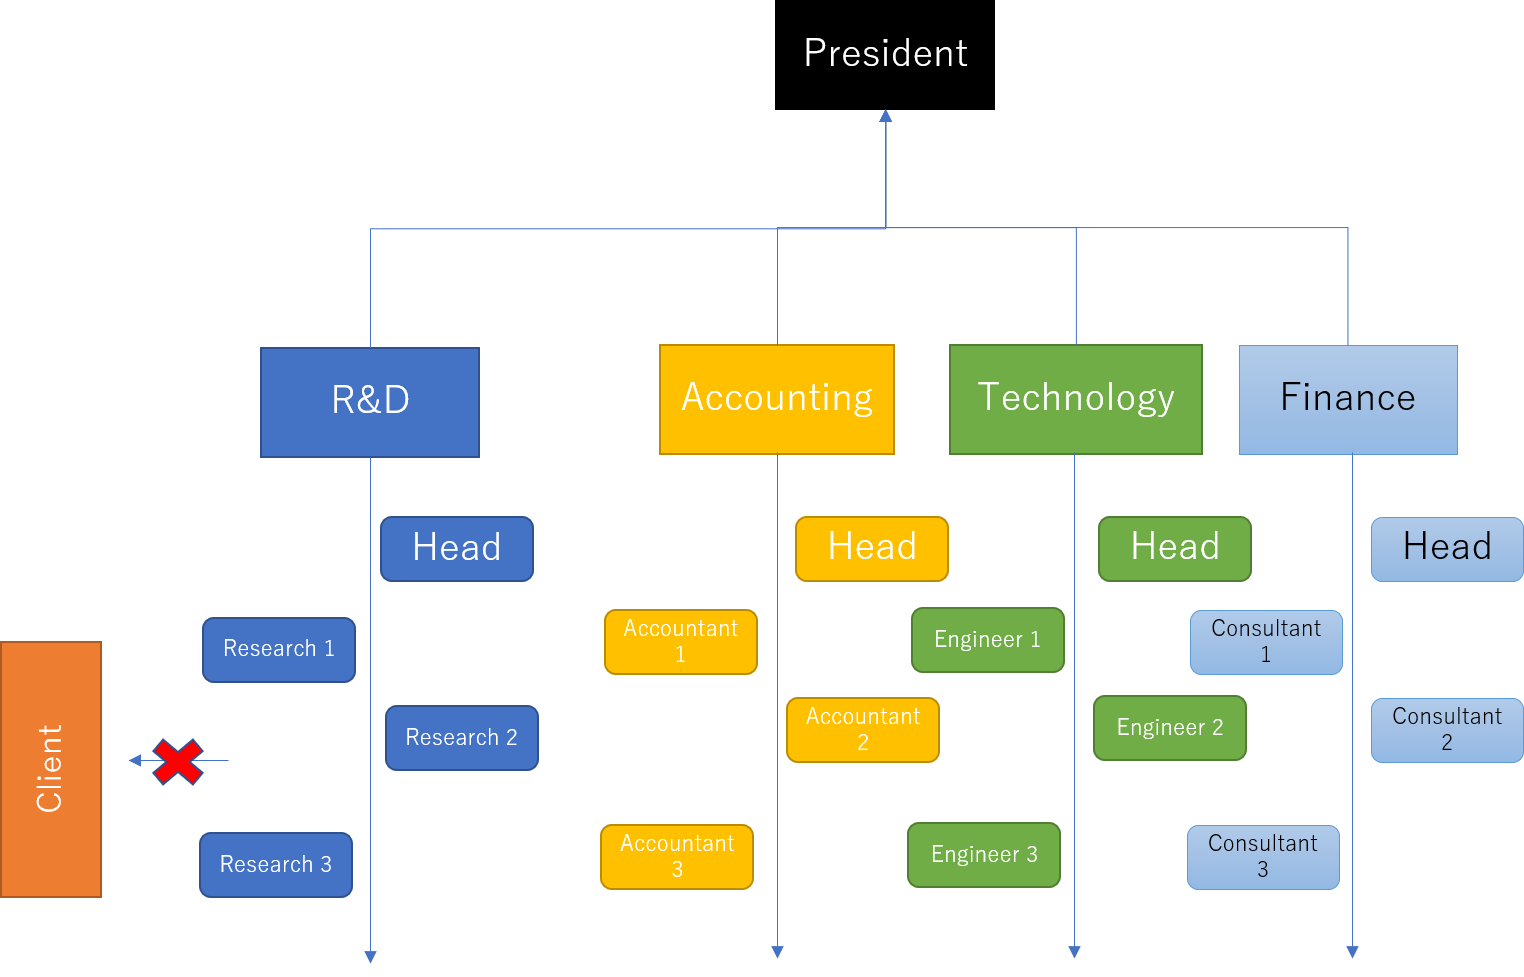 President
R&D
Accounting
Technology
Finance
Head
Head
Head
Head
Research 1
Accountant
1
Engineer 1
Consultant
1
Research 2
Accountant
2
Engineer 2
Consultant
2
Client
Research 3
Accountant
3
Engineer 3
Consultant
3